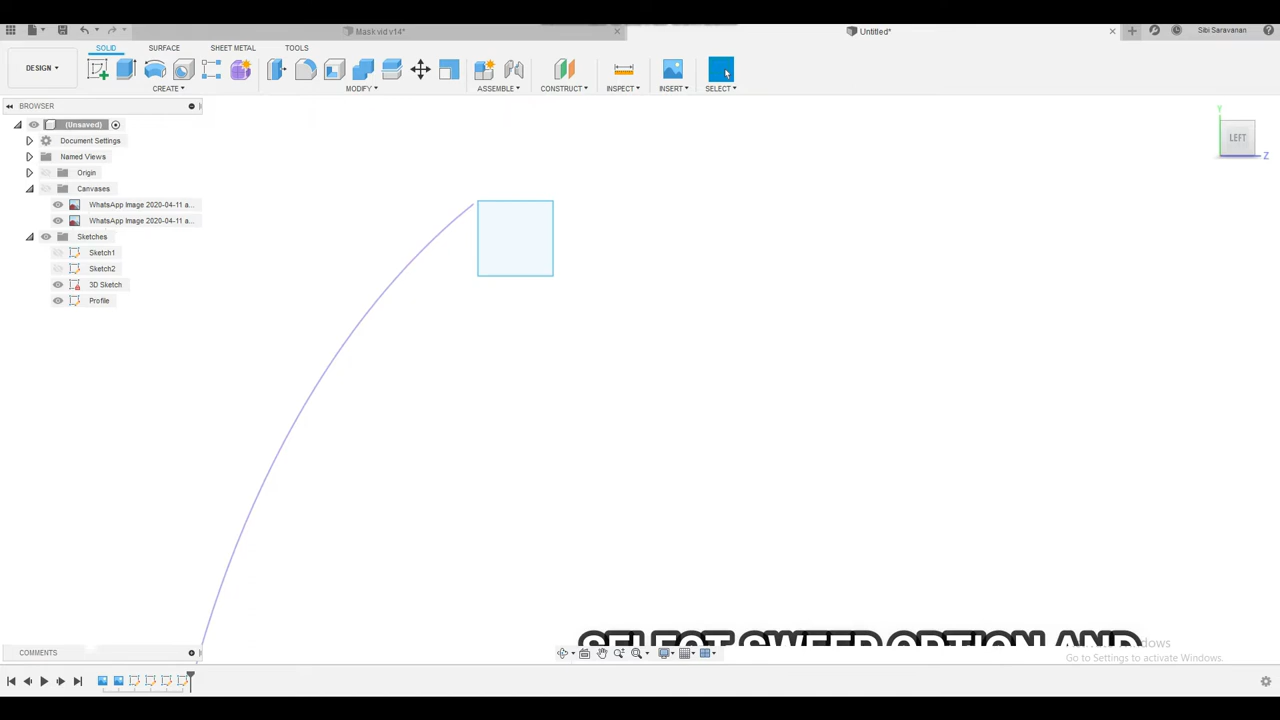 Mask vid v14*
Untitled*
Sibi Saravanan
DESIGN
SOLID
SURFACE
SHEET METAL
TOOLS
CREATE
MODIFY
ASSEMBLE
CONSTRUCT
INSPECT
INSERT
SELECT
BROWSER
(Unsaved)
Document Settings
Named Views
Origin
Canvases
WhatsApp Image 2020-04-11 a...
WhatsApp Image 2020-04-11 a...
Sketches
Sketch1
Sketch2
3D Sketch
Profile
Y
LEFT
Z
SELECT SWEEP OPTION AND
Windows
Go to Settings to activate Windows.
COMMENTS